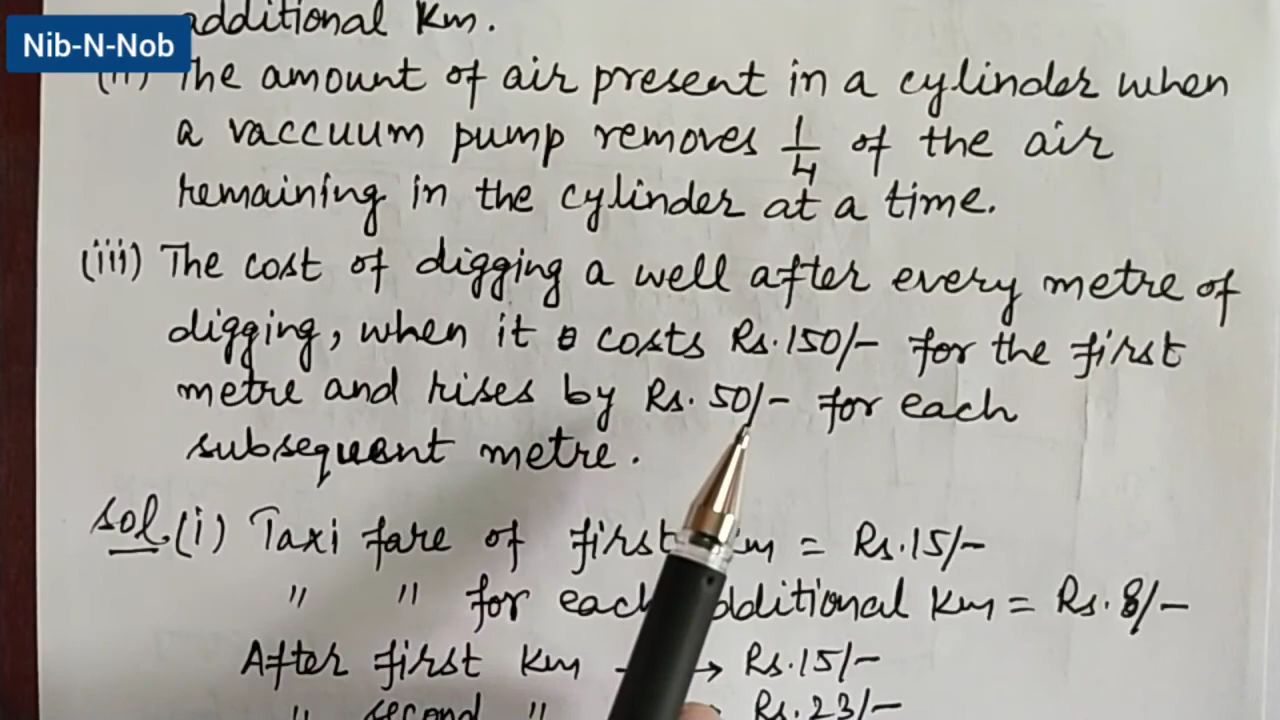 additional Km.
Nib-N-Nob
(ii) The amount of air present in a cylinder when
a vaccuum pump removes 1/4 of the air
remaining in the cylinder at a time.
(iii) The cost of digging a well after every metre of
digging, when it costs Rs.150/- for the first
metre and rises by Rs.50/- for each
subsequent metre.
Sol.(i) Taxi fare of first Km = Rs.15/-
" " for each additional Km = Rs.8/-
After first Km → Rs.15/-
" second " Rs.23/-